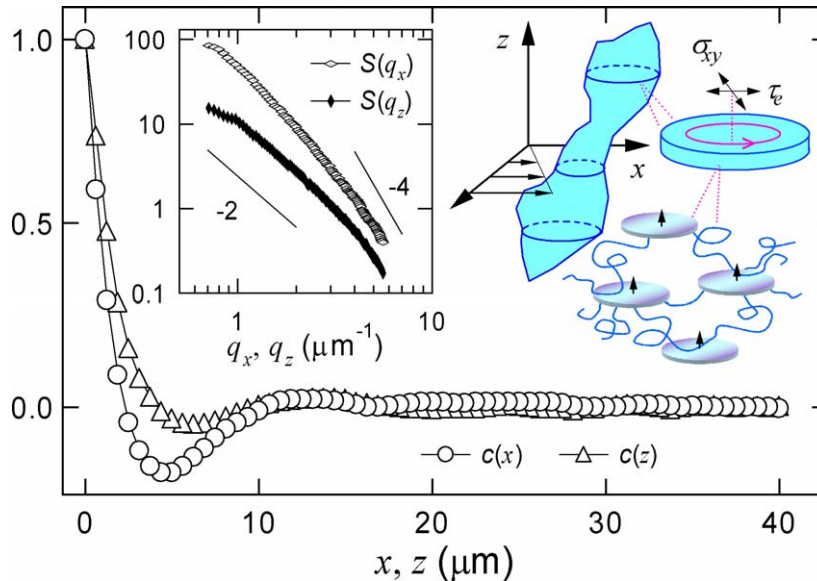 1.0
0.5
0.0
0
10
20
30
40
x, z (μm)
c(x)
c(z)
100
10
1
0.1
1
10
q_x, q_z (μm⁻¹)
S(q_x)
S(q_z)
-2
-4
z
x
σ_xy
τ_e